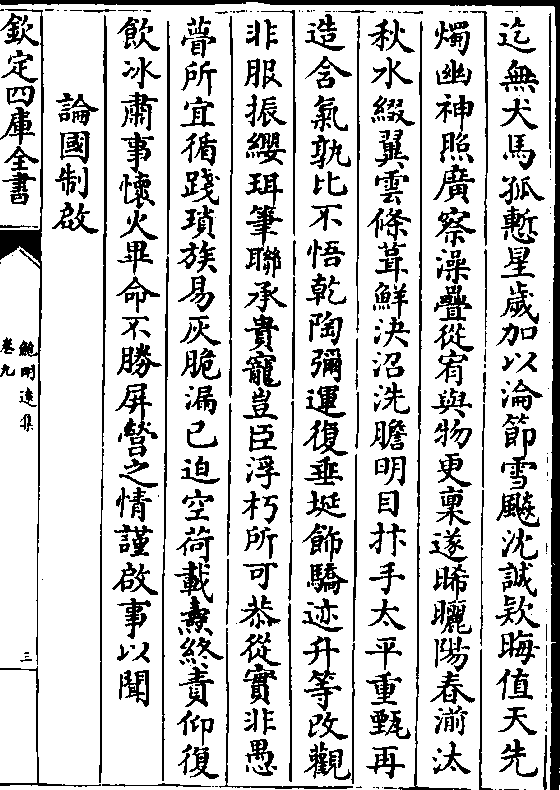 迄無犬馬孤慙星歲加以淪節雪飈沈誠欵晦值天光
燭幽神照廣察澡疊從宥與物更稟遂晞曬陽春湔汰
秋水綴翼雲條葺鮮決沼洗膽明目抃手太平重甄再
造含氣孰比不悟乾陶彌運復垂埏飾驕迹升等改觀
非服振纓珥筆聯承貴寵豈臣浮朽所可恭從實非愚
瞢所宜循踐瑣族易灰脆漏已迫空荷載燾終責仰復
飲冰肅事懷火畢命不勝屏營之情謹啟事以聞
論國制啟
欽定四庫全書
鮑明遠集
卷九
三